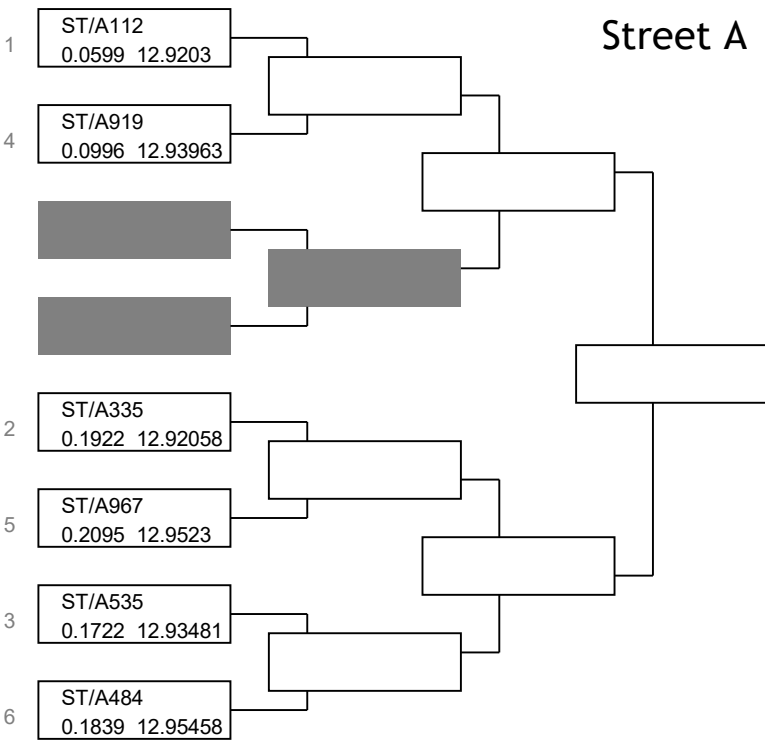 Street A
1
ST/A112
0.0599 12.9203
4
ST/A919
0.0996 12.93963
2
ST/A335
0.1922 12.92058
5
ST/A967
0.2095 12.9523
3
ST/A535
0.1722 12.93481
6
ST/A484
0.1839 12.95458